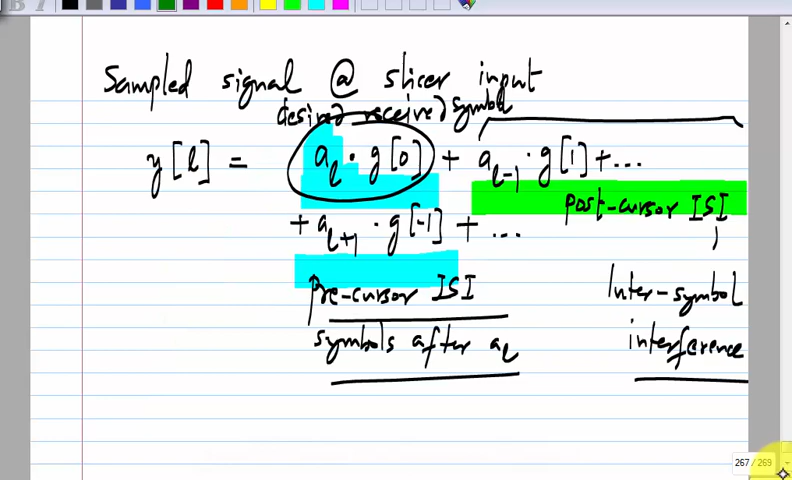 Sampled signal @ slicer input
desired received symbol
y[l] = a_l · g[0] + a_{l-1} · g[1] + ...
post-cursor ISI
+ a_{l+1} · g[-1] + ...
pre-cursor ISI
Inter-symbol
symbols after a_l
interference
267 / 269